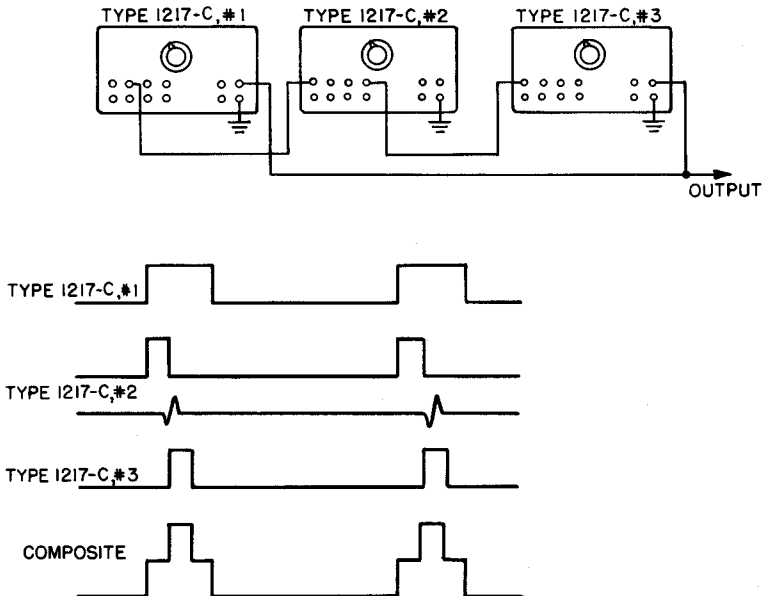 TYPE 1217-C,#1
TYPE 1217-C,#2
TYPE 1217-C,#3
OUTPUT
TYPE 1217-C,#1
TYPE 1217-C,#2
TYPE 1217-C,#3
COMPOSITE